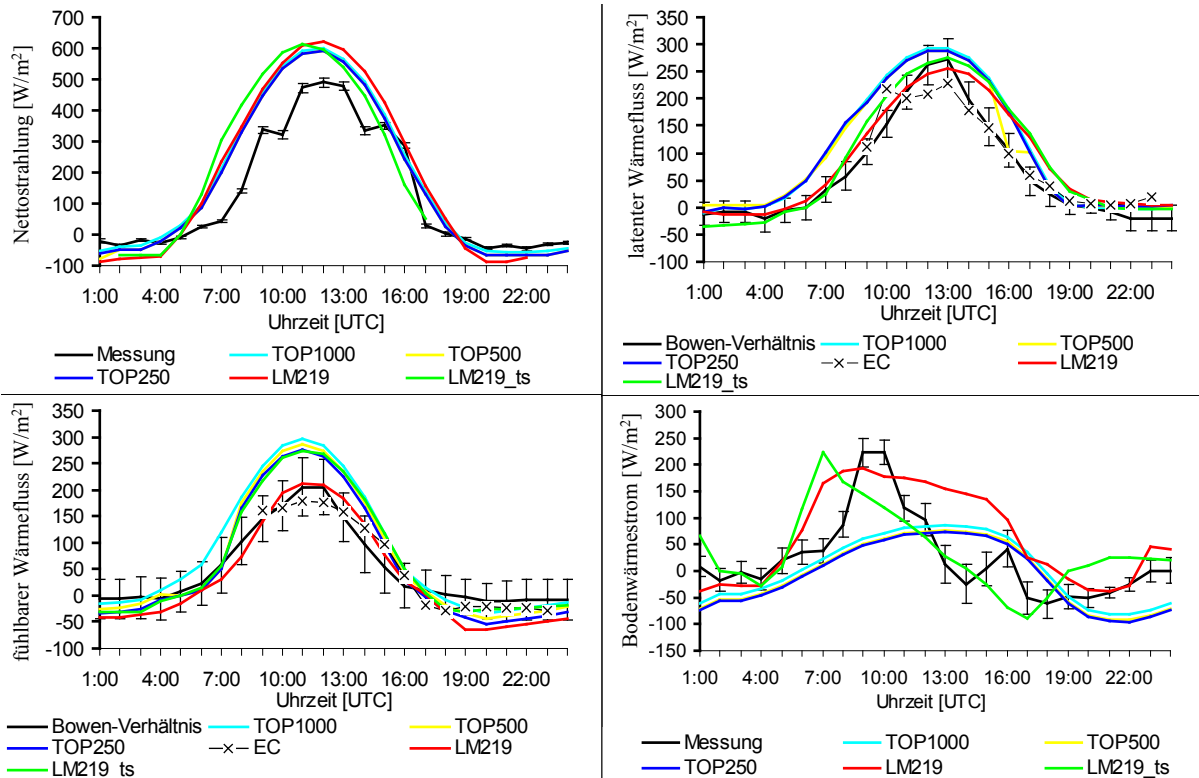 Nettostrahlung [W/m²]
700
600
500
400
300
200
100
0
-100
1:00 4:00 7:00 10:00 13:00 16:00 19:00 22:00
Uhrzeit [UTC]
Messung TOP1000 TOP500
TOP250 LM219 LM219_ts
latenter Wärmefluss [W/m²]
350
300
250
200
150
100
50
0
-50
-100
1:00 4:00 7:00 10:00 13:00 16:00 19:00 22:00
Uhrzeit [UTC]
Bowen-Verhältnis TOP1000 TOP500
TOP250 EC LM219
LM219_ts
fühlbarer Wärmefluss [W/m²]
350
300
250
200
150
100
50
0
-50
-100
1:00 4:00 7:00 10:00 13:00 16:00 19:00 22:00
Uhrzeit [UTC]
Bowen-Verhältnis TOP1000 TOP500
TOP250 EC LM219
LM219_ts
Bodenwärmestrom [W/m²]
300
250
200
150
100
50
0
-50
-100
-150
1:00 4:00 7:00 10:00 13:00 16:00 19:00 22:00
Uhrzeit [UTC]
Messung TOP1000 TOP500
TOP250 LM219 LM219_ts